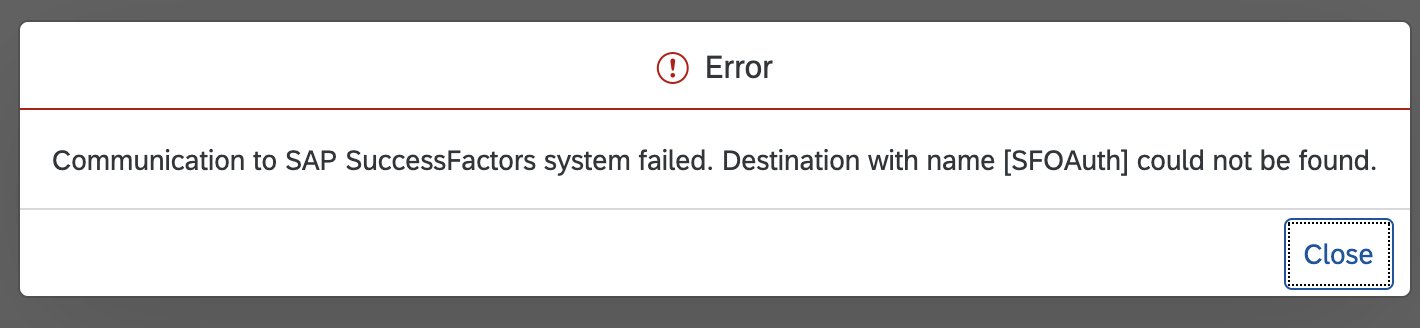 Error
Communication to SAP SuccessFactors system failed. Destination with name [SFOAuth] could not be found.
Close